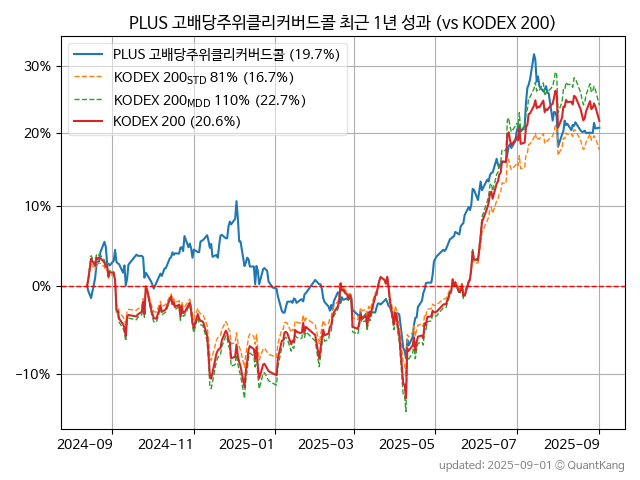 PLUS 고배당주위클리커버드콜 최근 1년 성과 (vs KODEX 200)
PLUS 고배당주위클리커버드콜 (19.7%)
KODEX 200STD 81% (16.7%)
KODEX 200MDD 110% (22.7%)
KODEX 200 (20.6%)
30%
20%
10%
0%
−10%
2024-09 2024-11 2025-01 2025-03 2025-05 2025-07 2025-09
updated: 2025-09-01 © QuantKang